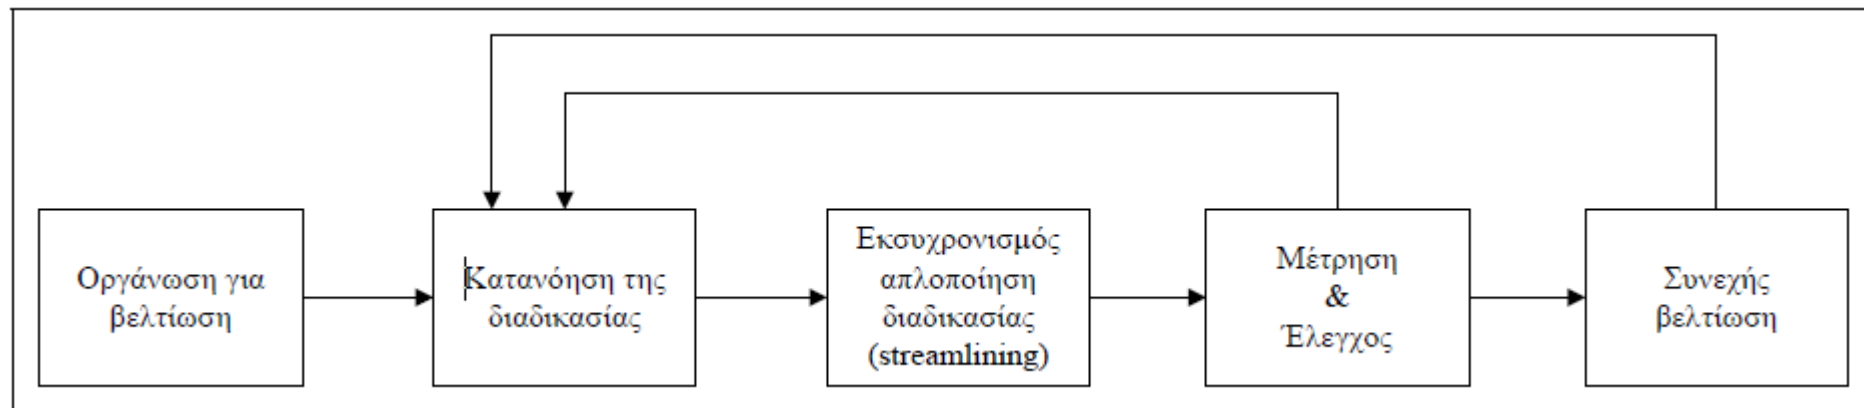 Οργάνωση για
βελτίωση
Κατανόηση της
διαδικασίας
Εκσυχρονισμός
απλοποίηση
διαδικασίας
(streamlining)
Μέτρηση
&
Έλεγχος
Συνεχής
βελτίωση